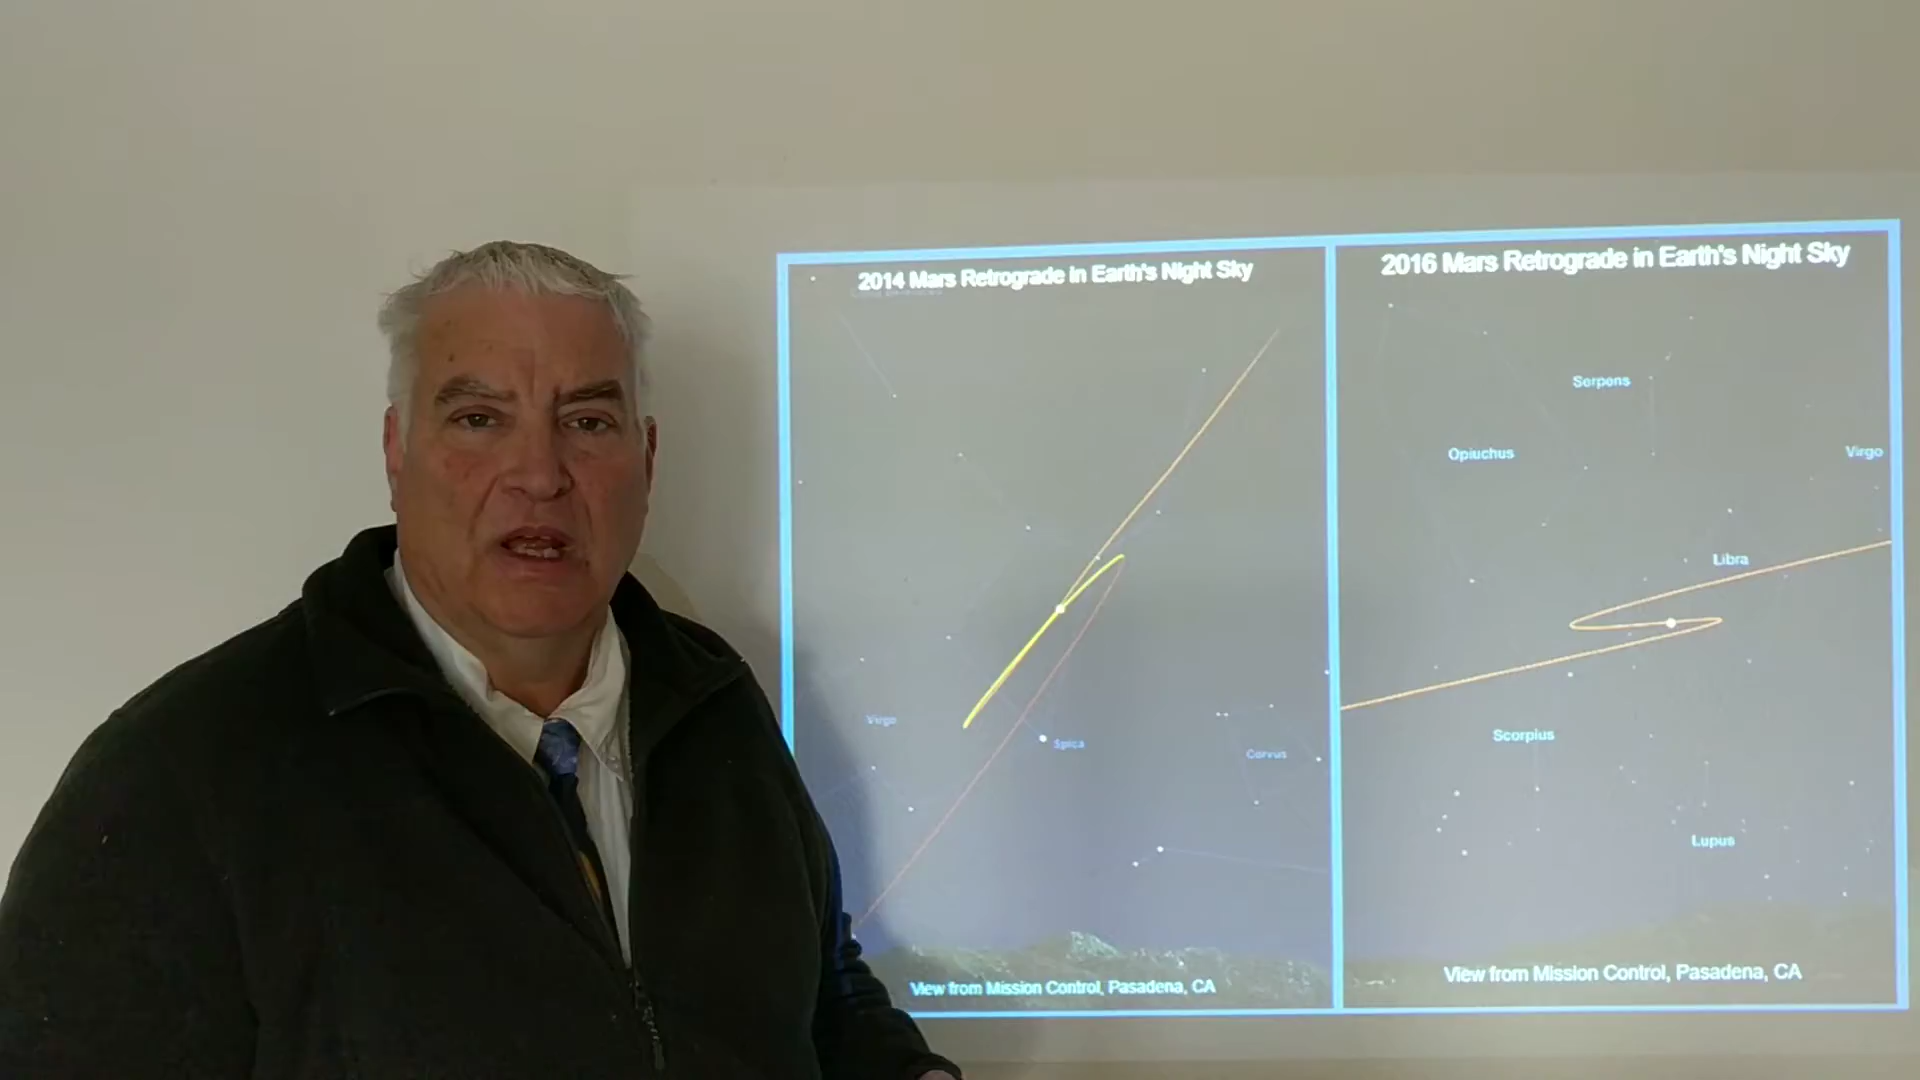 2014 Mars Retrograde in Earth's Night Sky
Virgo
Spica
Corvus
View from Mission Control, Pasadena, CA
2016 Mars Retrograde in Earth's Night Sky
Serpens
Opiuchus
Virgo
Libra
Scorpius
Lupus
View from Mission Control, Pasadena, CA